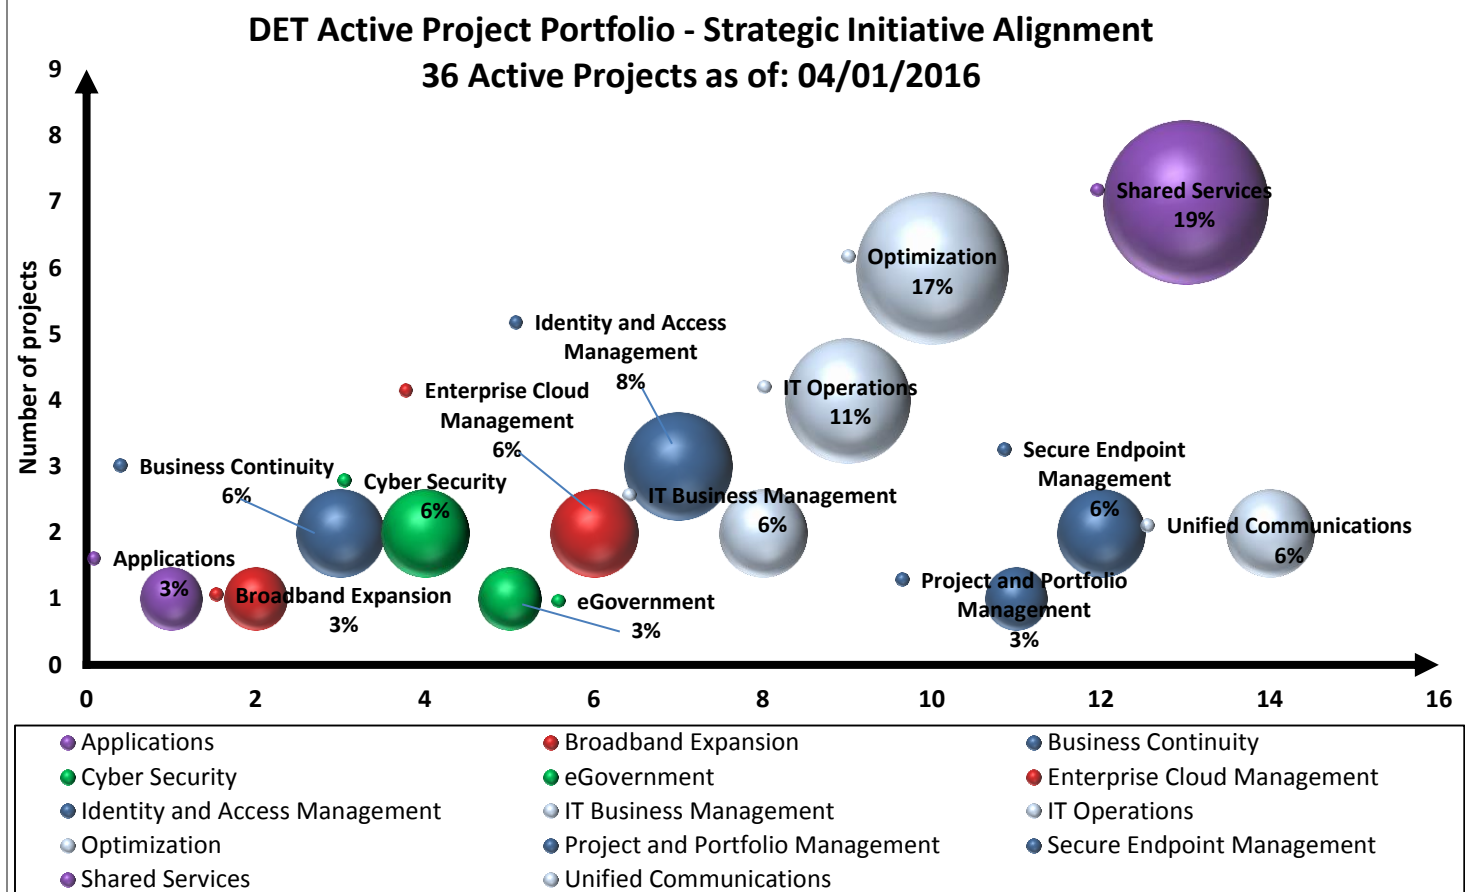 DET Active Project Portfolio - Strategic Initiative Alignment
36 Active Projects as of: 04/01/2016
Number of projects
9
8
7
6
5
4
3
2
1
0
0 2 4 6 8 10 12 14 16
Shared Services
19%
Optimization
17%
Identity and Access
Management
8%
Enterprise Cloud
Management
6%
IT Operations
11%
Business Continuity
6%
Cyber Security
6%
IT Business Management
6%
Secure Endpoint
Management
6%
Unified Communications
6%
Applications
3%
Broadband Expansion
3%
eGovernment
3%
Project and Portfolio
Management
3%
Applications Broadband Expansion Business Continuity
Cyber Security eGovernment Enterprise Cloud Management
Identity and Access Management IT Business Management IT Operations
Optimization Project and Portfolio Management Secure Endpoint Management
Shared Services Unified Communications